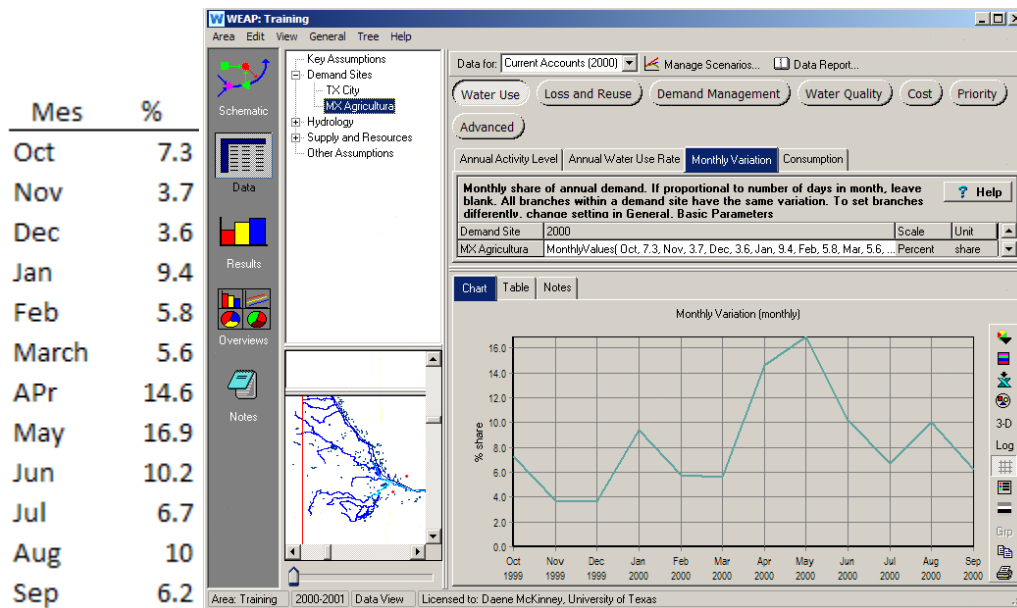 Mes %
Oct 7.3
Nov 3.7
Dec 3.6
Jan 9.4
Feb 5.8
March 5.6
APr 14.6
May 16.9
Jun 10.2
Jul 6.7
Aug 10
Sep 6.2
WEAP: Training
Area Edit View General Tree Help
Schematic
Data
Results
Overviews
Notes
Key Assumptions
Demand Sites
TX City
MX Agricultura
Hydrology
Supply and Resources
Other Assumptions
Data for: Current Accounts (2000) Manage Scenarios... Data Report...
Water Use Loss and Reuse Demand Management Water Quality Cost Priority
Advanced
Annual Activity Level Annual Water Use Rate Monthly Variation Consumption
Monthly share of annual demand. If proportional to number of days in month, leave
blank. All branches within a demand site have the same variation. To set branches
differently, change setting in General, Basic Parameters
? Help
Demand Site 2000 Scale Unit
MX Agricultura MonthlyValues( Oct, 7.3, Nov, 3.7, Dec, 3.6, Jan, 9.4, Feb, 5.8, Mar, 5.6, ... Percent share
Chart Table Notes
Monthly Variation (monthly)
% share
16.0
14.0
12.0
10.0
8.0
6.0
4.0
2.0
0.0
Oct Nov Dec Jan Feb Mar Apr May Jun Jul Aug Sep
1999 1999 1999 2000 2000 2000 2000 2000 2000 2000 2000 2000
3-D
Log
Grp
Area: Training 2000-2001 Data View Licensed to: Daene McKinney, University of Texas